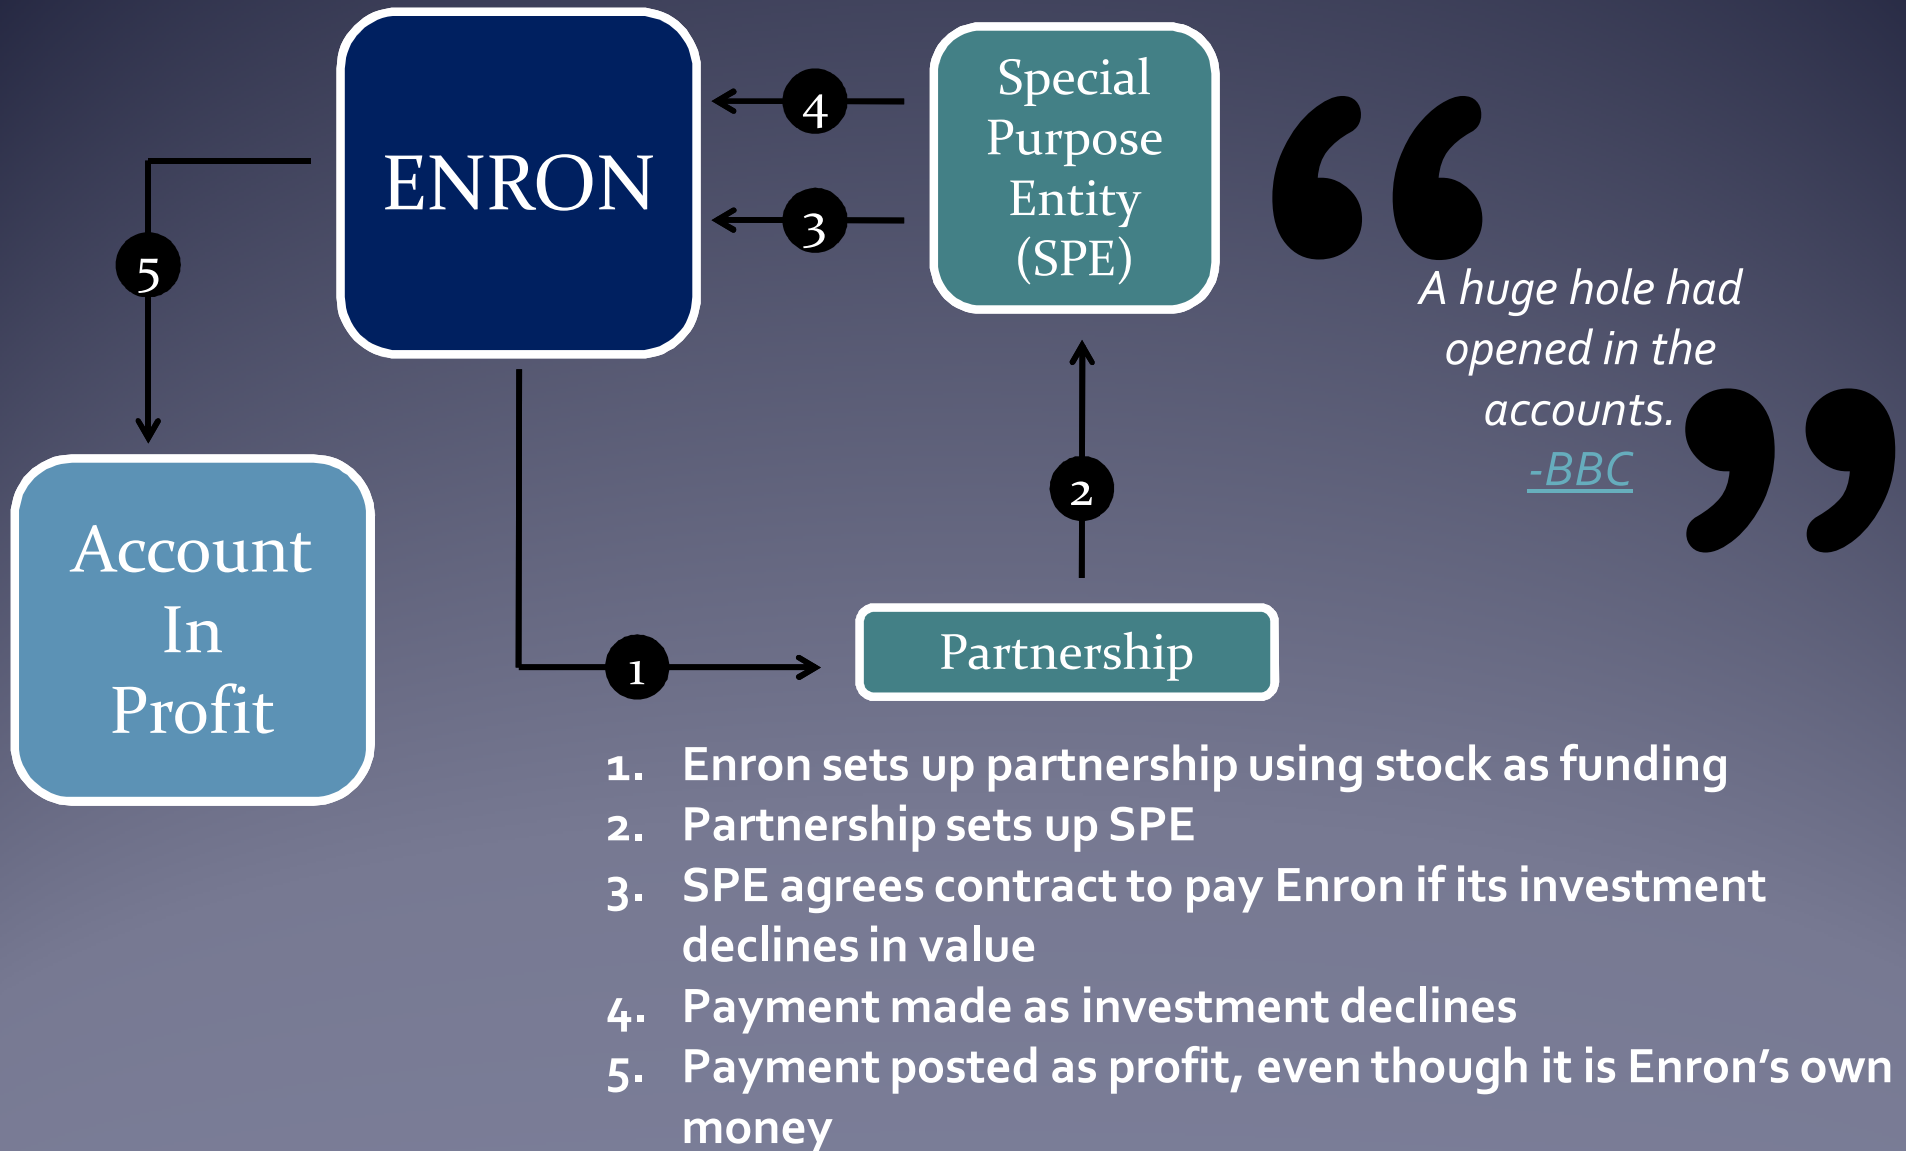 ENRON
4
3
5
Special
Purpose
Entity
(SPE)
A huge hole had
opened in the
accounts.
-BBC
Account
In
Profit
2
1
Partnership
1. Enron sets up partnership using stock as funding
2. Partnership sets up SPE
3. SPE agrees contract to pay Enron if its investment
declines in value
4. Payment made as investment declines
5. Payment posted as profit, even though it is Enron’s own
money